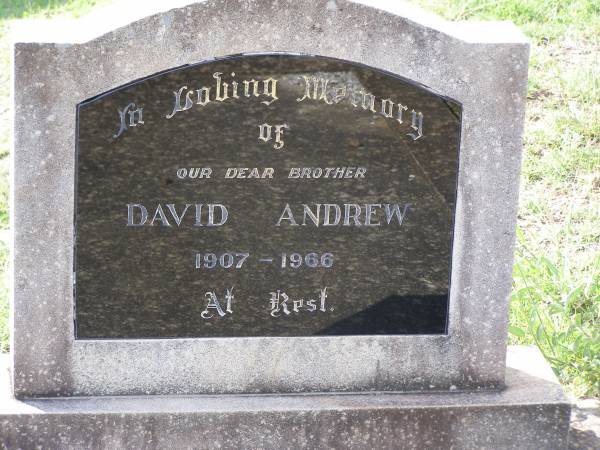 In Loving Memory
of
OUR DEAR BROTHER
DAVID ANDREW
1907 - 1966
At Rest.